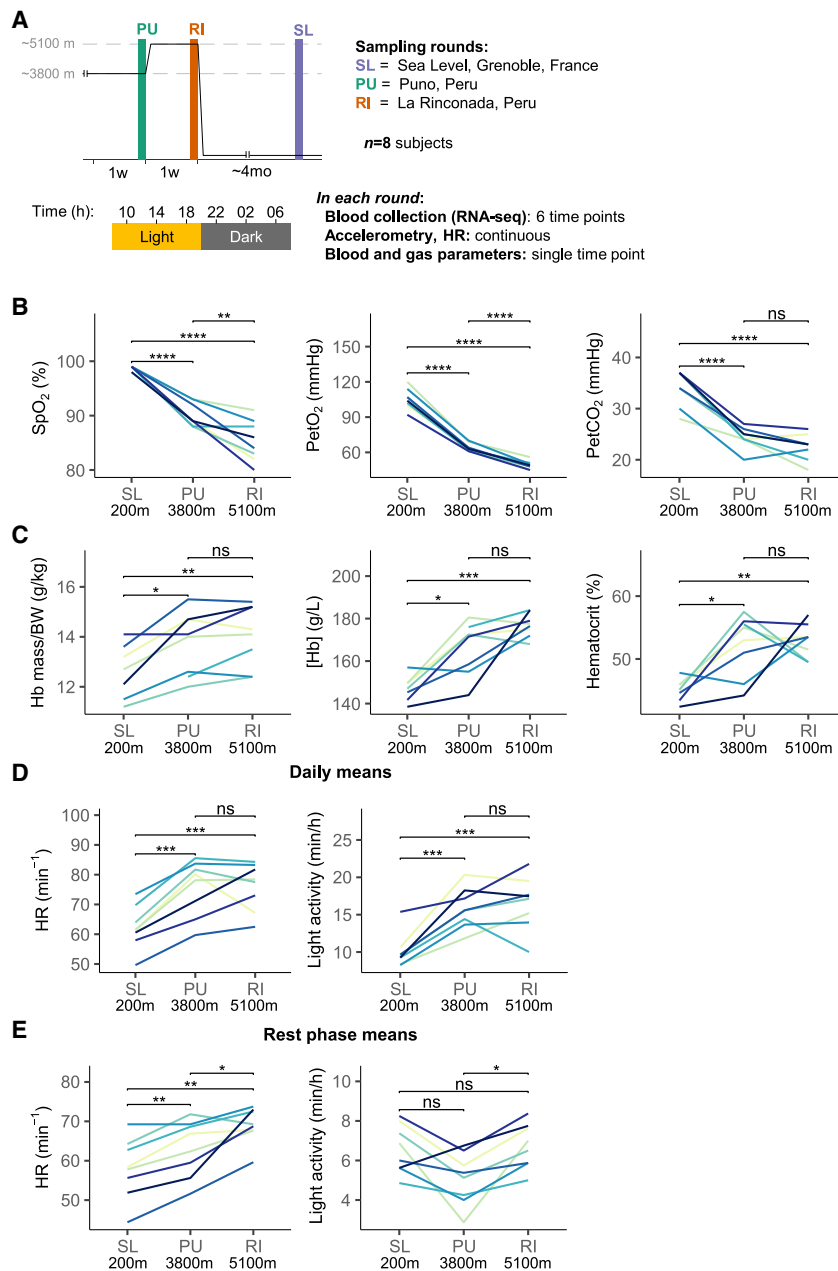 A
PU RI SL
~5100 m
~3800 m
1w 1w ~4mo
Sampling rounds:
SL = Sea Level, Grenoble, France
PU = Puno, Peru
RI = La Rinconada, Peru
n=8 subjects
Time (h): 10 14 18 22 02 06
Light Dark
In each round:
Blood collection (RNA-seq): 6 time points
Accelerometry, HR: continuous
Blood and gas parameters: single time point
B
SpO₂ (%)
100
90
80
**
****
****
SL PU RI
200m 3800m 5100m
PetO₂ (mmHg)
150
120
90
60
****
****
****
SL PU RI
200m 3800m 5100m
PetCO₂ (mmHg)
40
30
20
ns
****
****
SL PU RI
200m 3800m 5100m
C
Hb mass/BW (g/kg)
16
14
12
ns
**
*
SL PU RI
200m 3800m 5100m
[Hb] (g/L)
200
180
160
140
ns
***
*
SL PU RI
200m 3800m 5100m
Hematocrit (%)
60
50
ns
**
*
SL PU RI
200m 3800m 5100m
D
Daily means
HR (min⁻¹)
100
90
80
70
60
50
ns
***
***
SL PU RI
200m 3800m 5100m
Light activity (min/h)
25
20
15
10
ns
***
***
SL PU RI
200m 3800m 5100m
E
Rest phase means
HR (min⁻¹)
80
70
60
50
*
**
**
SL PU RI
200m 3800m 5100m
Light activity (min/h)
10
8
6
4
*
ns
ns
SL PU RI
200m 3800m 5100m